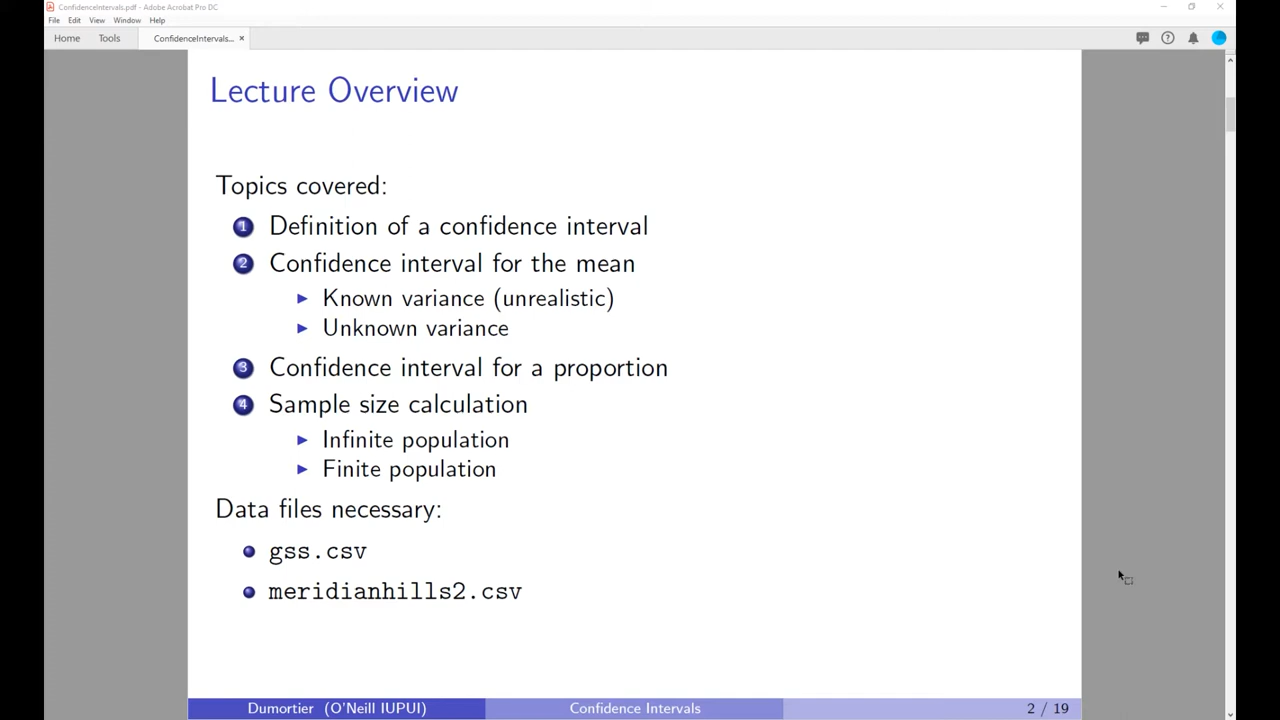 ConfidenceIntervals.pdf - Adobe Acrobat Pro DC
File Edit View Window Help
Home Tools ConfidenceIntervals... ×
Lecture Overview
Topics covered:
1 Definition of a confidence interval
2 Confidence interval for the mean
Known variance (unrealistic)
Unknown variance
3 Confidence interval for a proportion
4 Sample size calculation
Infinite population
Finite population
Data files necessary:
gss.csv
meridianhills2.csv
Dumortier (O'Neill IUPUI) Confidence Intervals 2 / 19